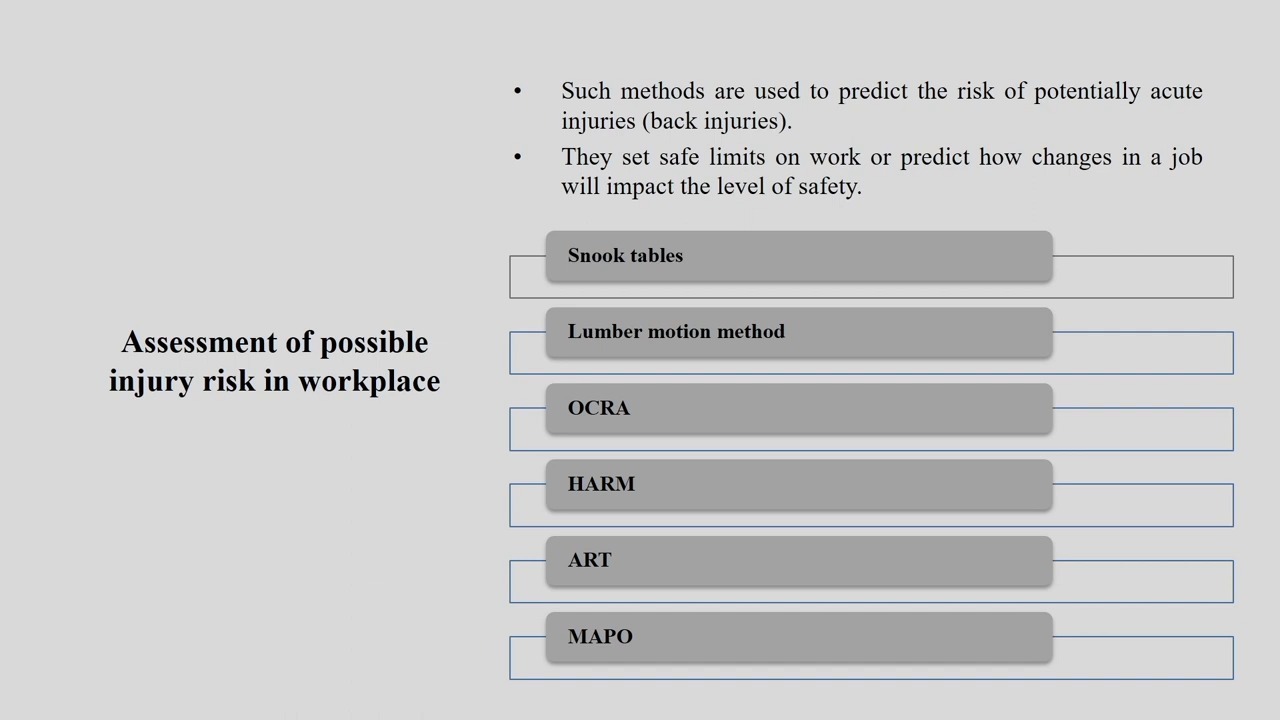 Assessment of possible
injury risk in workplace
• Such methods are used to predict the risk of potentially acute
injuries (back injuries).
• They set safe limits on work or predict how changes in a job
will impact the level of safety.
Snook tables
Lumber motion method
OCRA
HARM
ART
MAPO